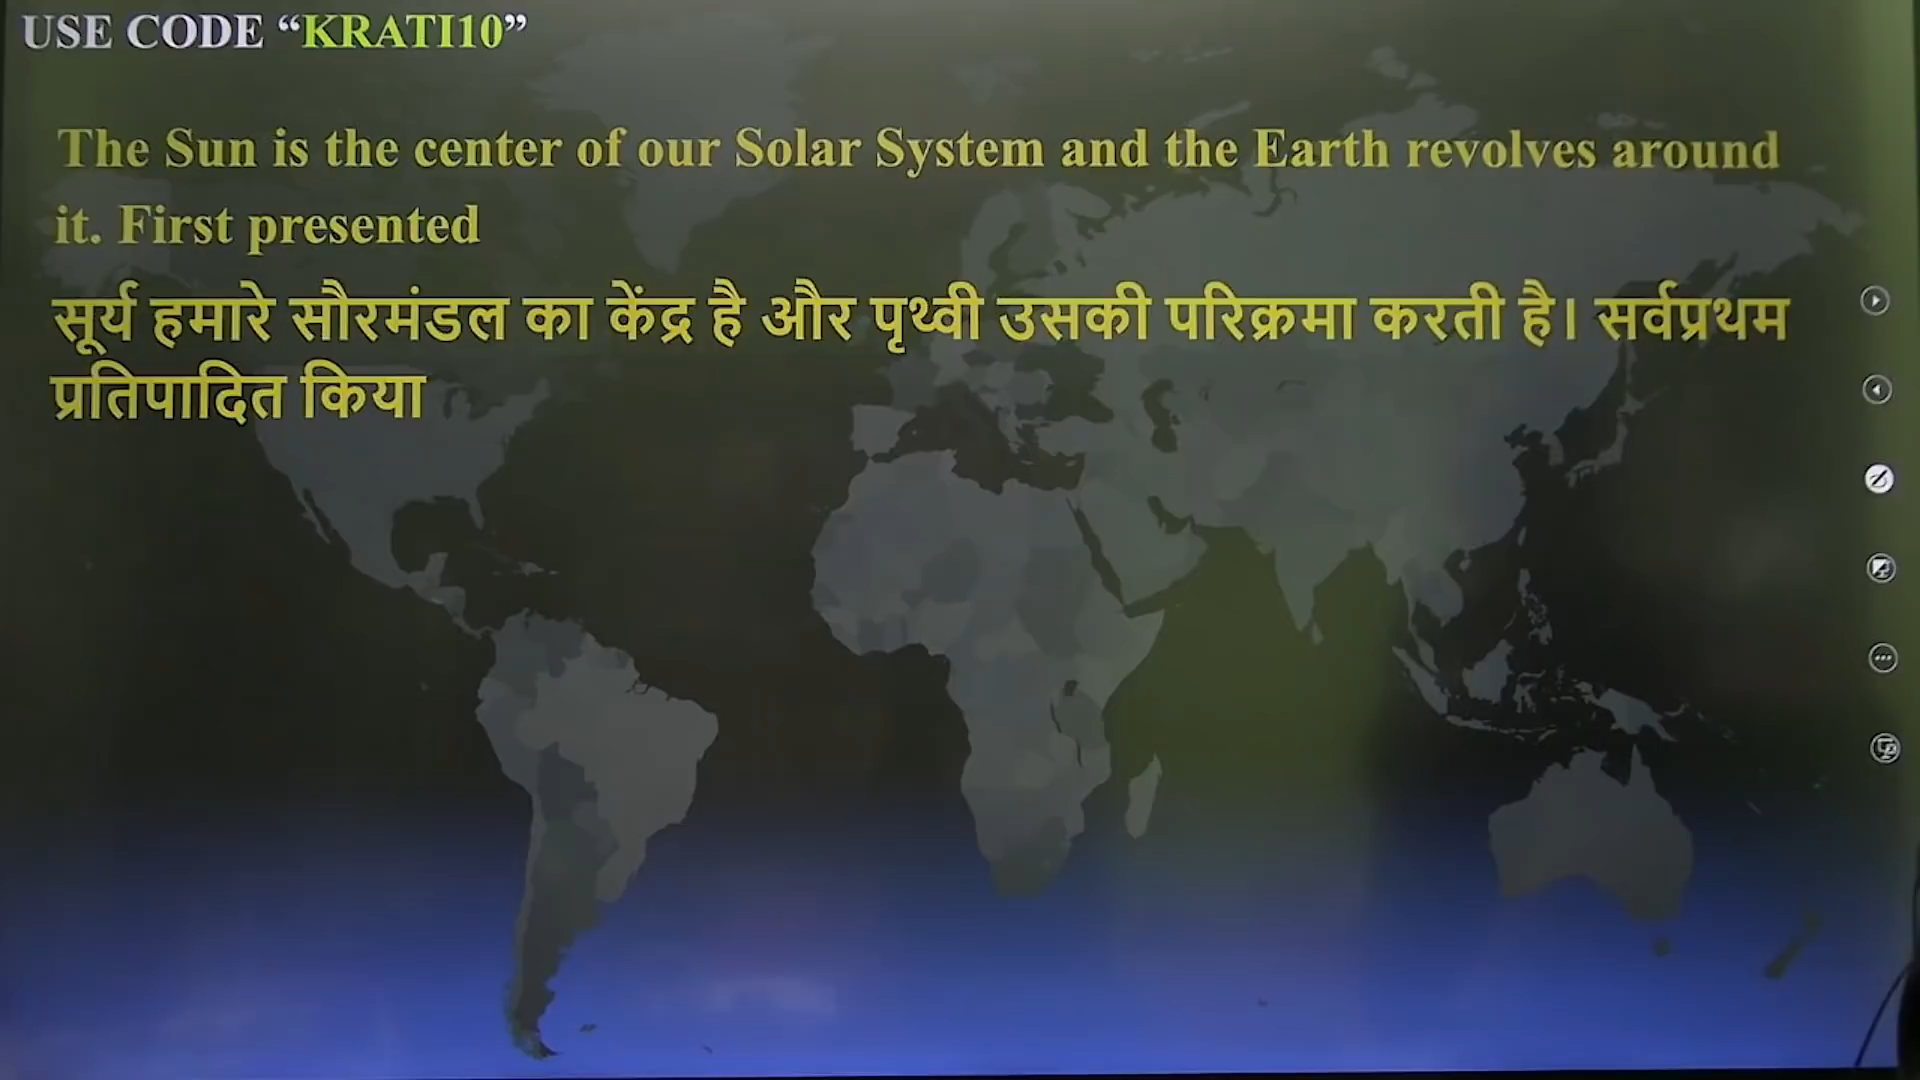 USE CODE “KRATI10”
The Sun is the center of our Solar System and the Earth revolves around
it. First presented
सूर्य हमारे सौरमंडल का केंद्र है और पृथ्वी उसकी परिक्रमा करती है। सर्वप्रथम
प्रतिपादित किया